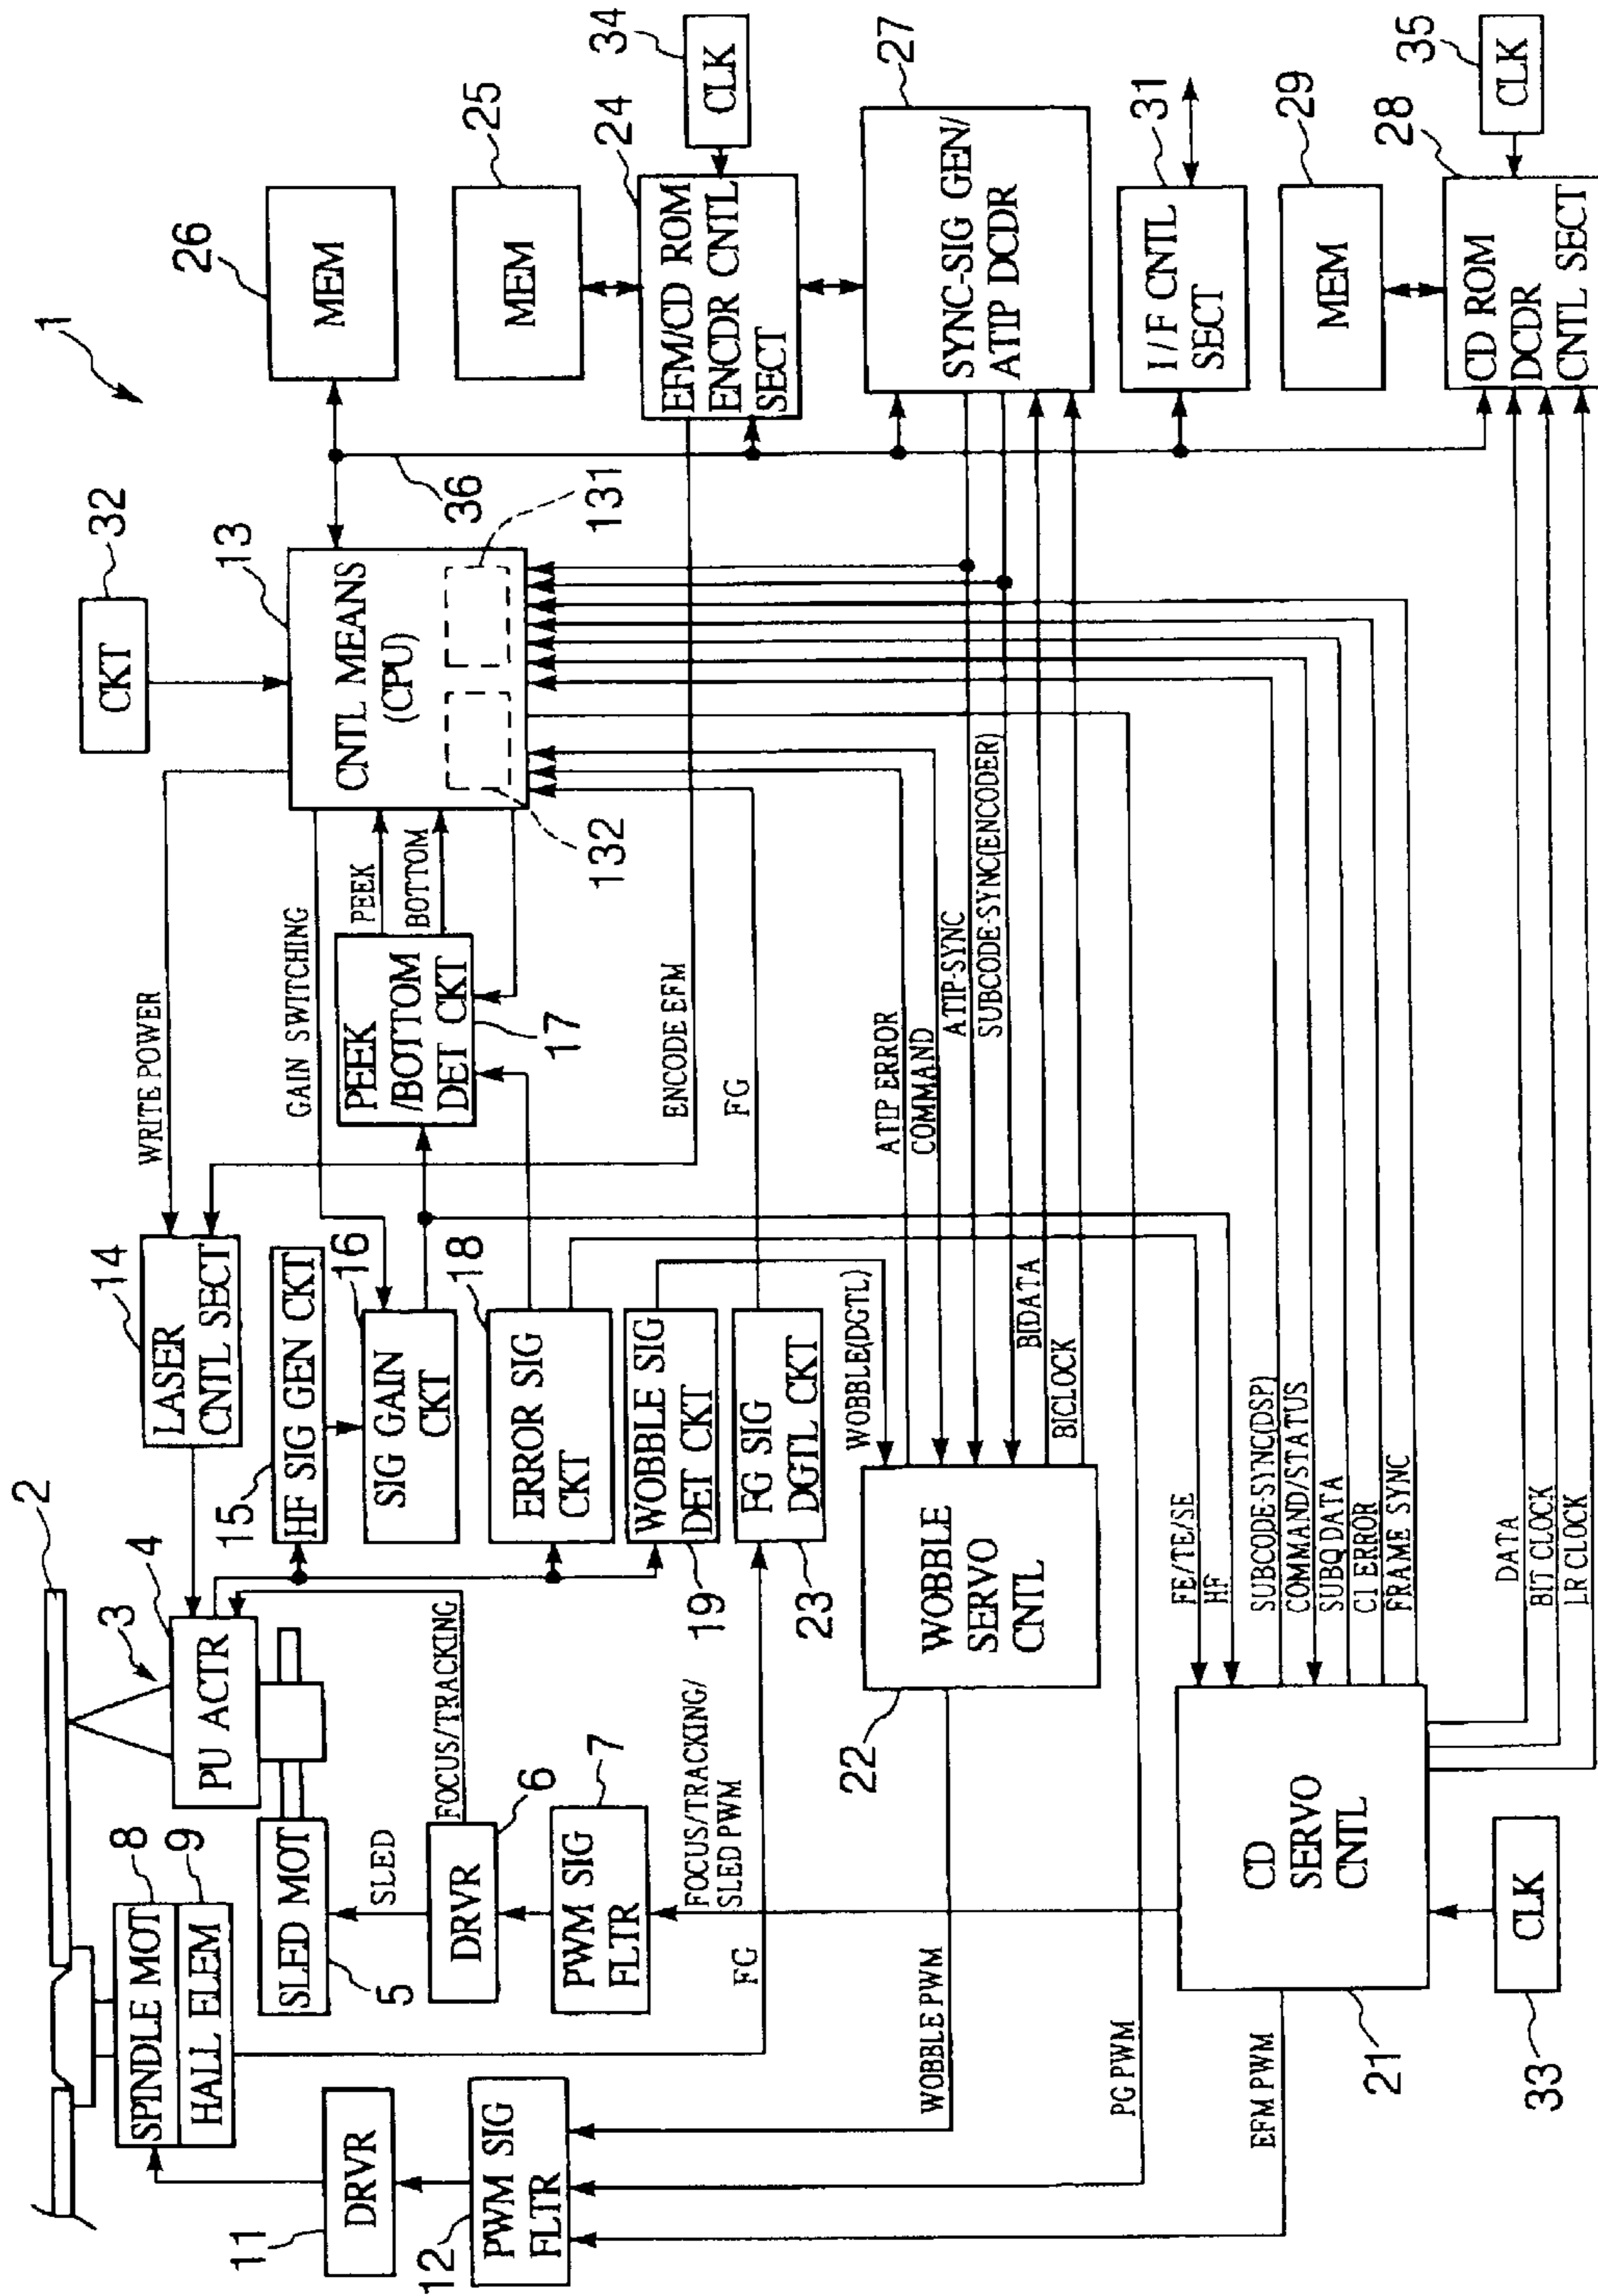 1
2
3
4
PU ACTR
8
SPINDLE MOT
9
HALL ELEM
SLED MOT
5
SLED
FOCUS/TRACKING
6
DRVR
7
PWM SIG
FLTR
FOCUS/TRACKING/
SLED PWM
FG
11
DRVR
12
PWM SIG
FLTR
WOBBLE PWM
PG PWM
EFM PWM
14
LASER
CNTL SECT
WRITE POWER
GAIN SWITCHING
15
HF SIG GEN CKT
16
SIG GAIN
CKT
18
ERROR SIG
CKT
WOBBLE SIG
DET CKT
19
FG SIG
DGTL CKT
23
PEEK
/BOTTOM
DET CKT
17
PEEK
BOTTOM
32
CKT
13
CNTL MEANS
(CPU)
131
132
36
ENCODE EFM
FG
26
MEM
25
MEM
24
EFM/CD ROM
ENCDR CNTL
SECT
34
CLK
27
SYNC-SIG GEN/
ATIP DCDR
31
I/F CNTL
SECT
29
MEM
28
CD ROM
DCDR
CNTL SECT
35
CLK
WOBBLE(DGTL)
ATIP ERROR
COMMAND
ATIP-SYNC
SUBCODE-SYNC(ENCODER)
BIDATA
BICLOCK
WOBBLE
SERVO
CNTL
22
FE/TE/SE
HF
SUBCODE-SYNC(DSP)
COMMAND/STATUS
SUBQ DATA
C1 ERROR
FRAME SYNC
DATA
BIT CLOCK
LR CLOCK
CD
SERVO
CNTL
21
CLK
33